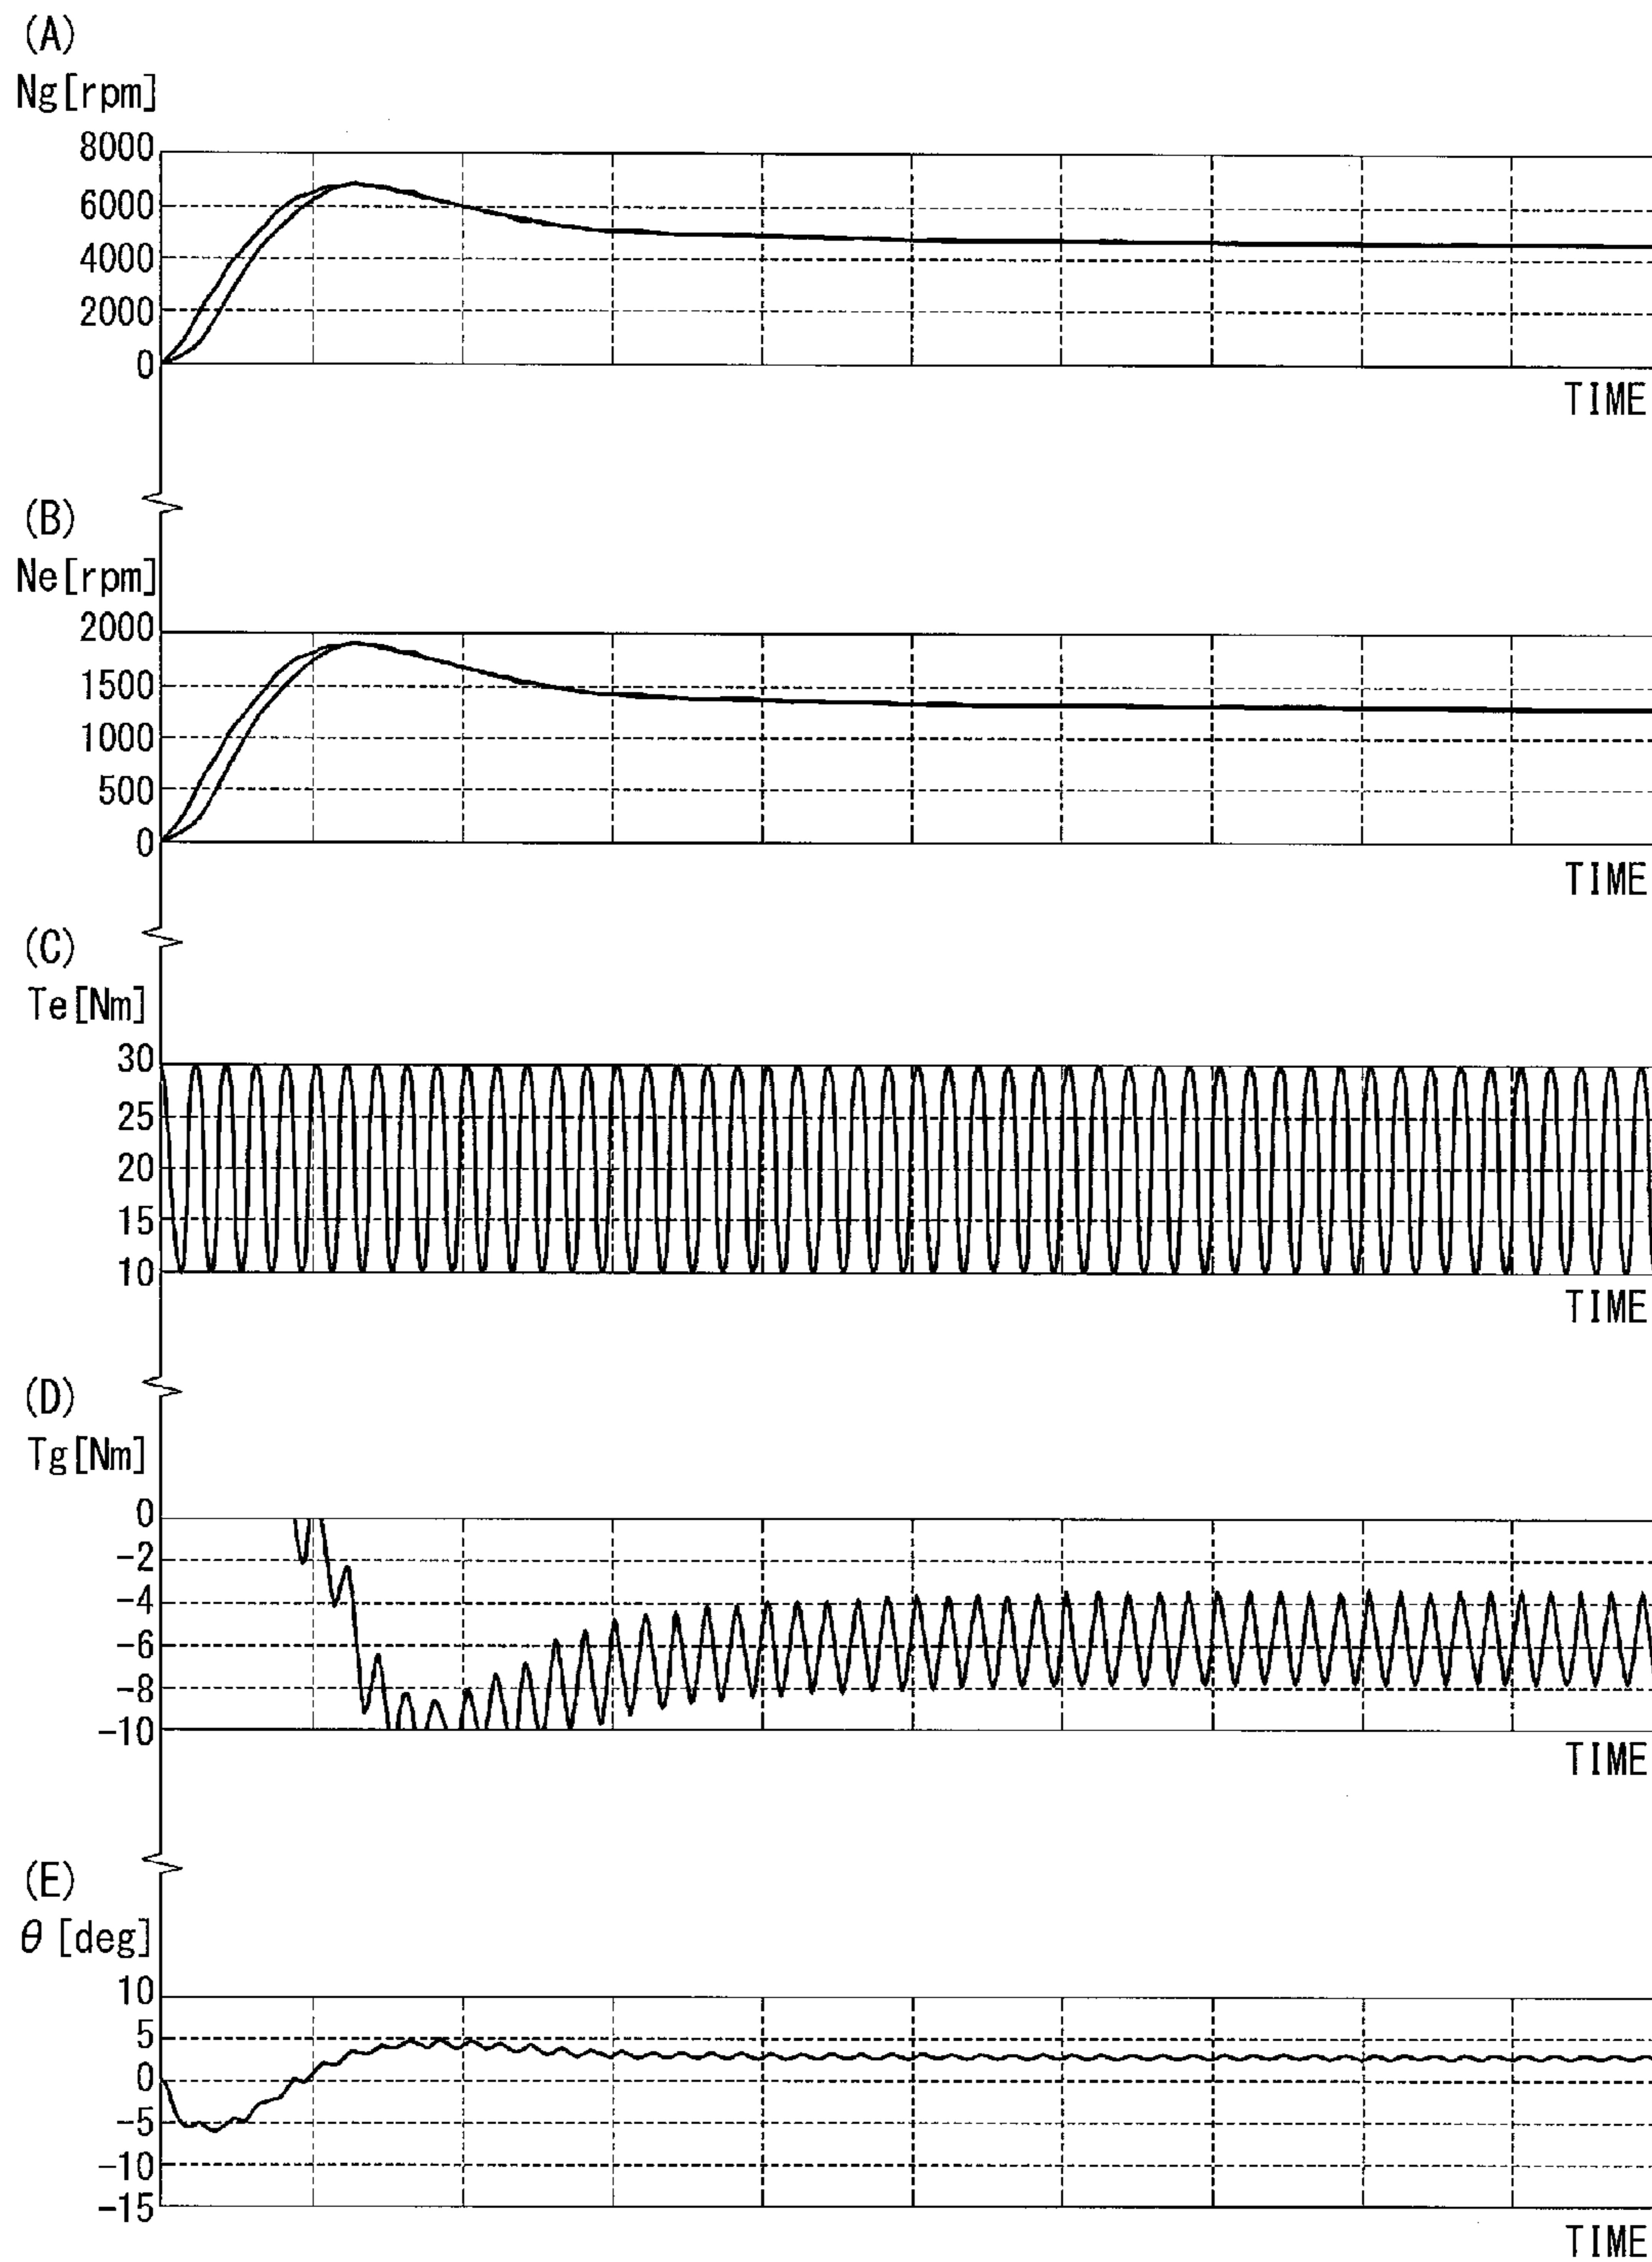 (A)
Ng[rpm]
8000
6000
4000
2000
0
TIME
(B)
Ne[rpm]
2000
1500
1000
500
0
TIME
(C)
Te[Nm]
30
25
20
15
10
TIME
(D)
Tg[Nm]
0
-2
-4
-6
-8
-10
TIME
(E)
θ [deg]
10
5
0
-5
-10
-15
TIME